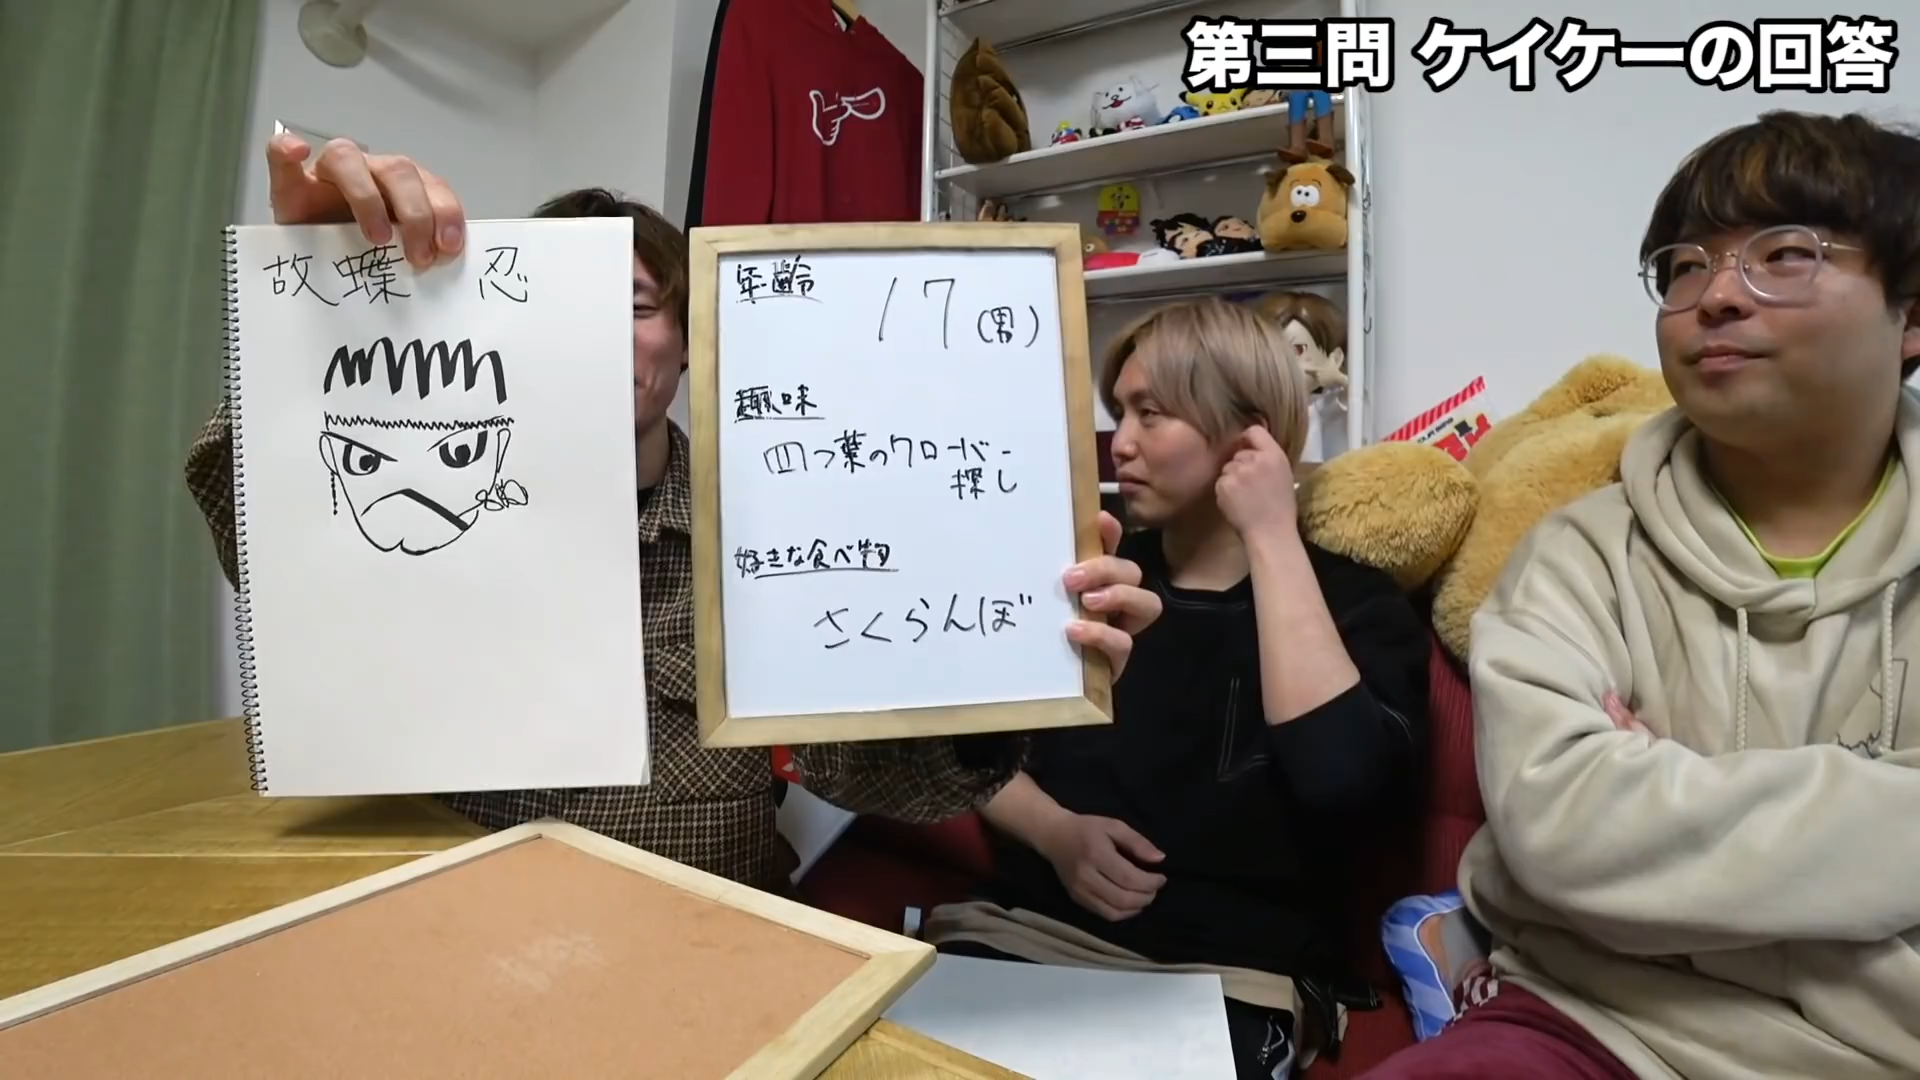 第三問 ケイケーの回答
故蝶 忍
年齢
17(男)
趣味
四つ葉のクローバー
探し
好きな食べ物
さくらんぼ